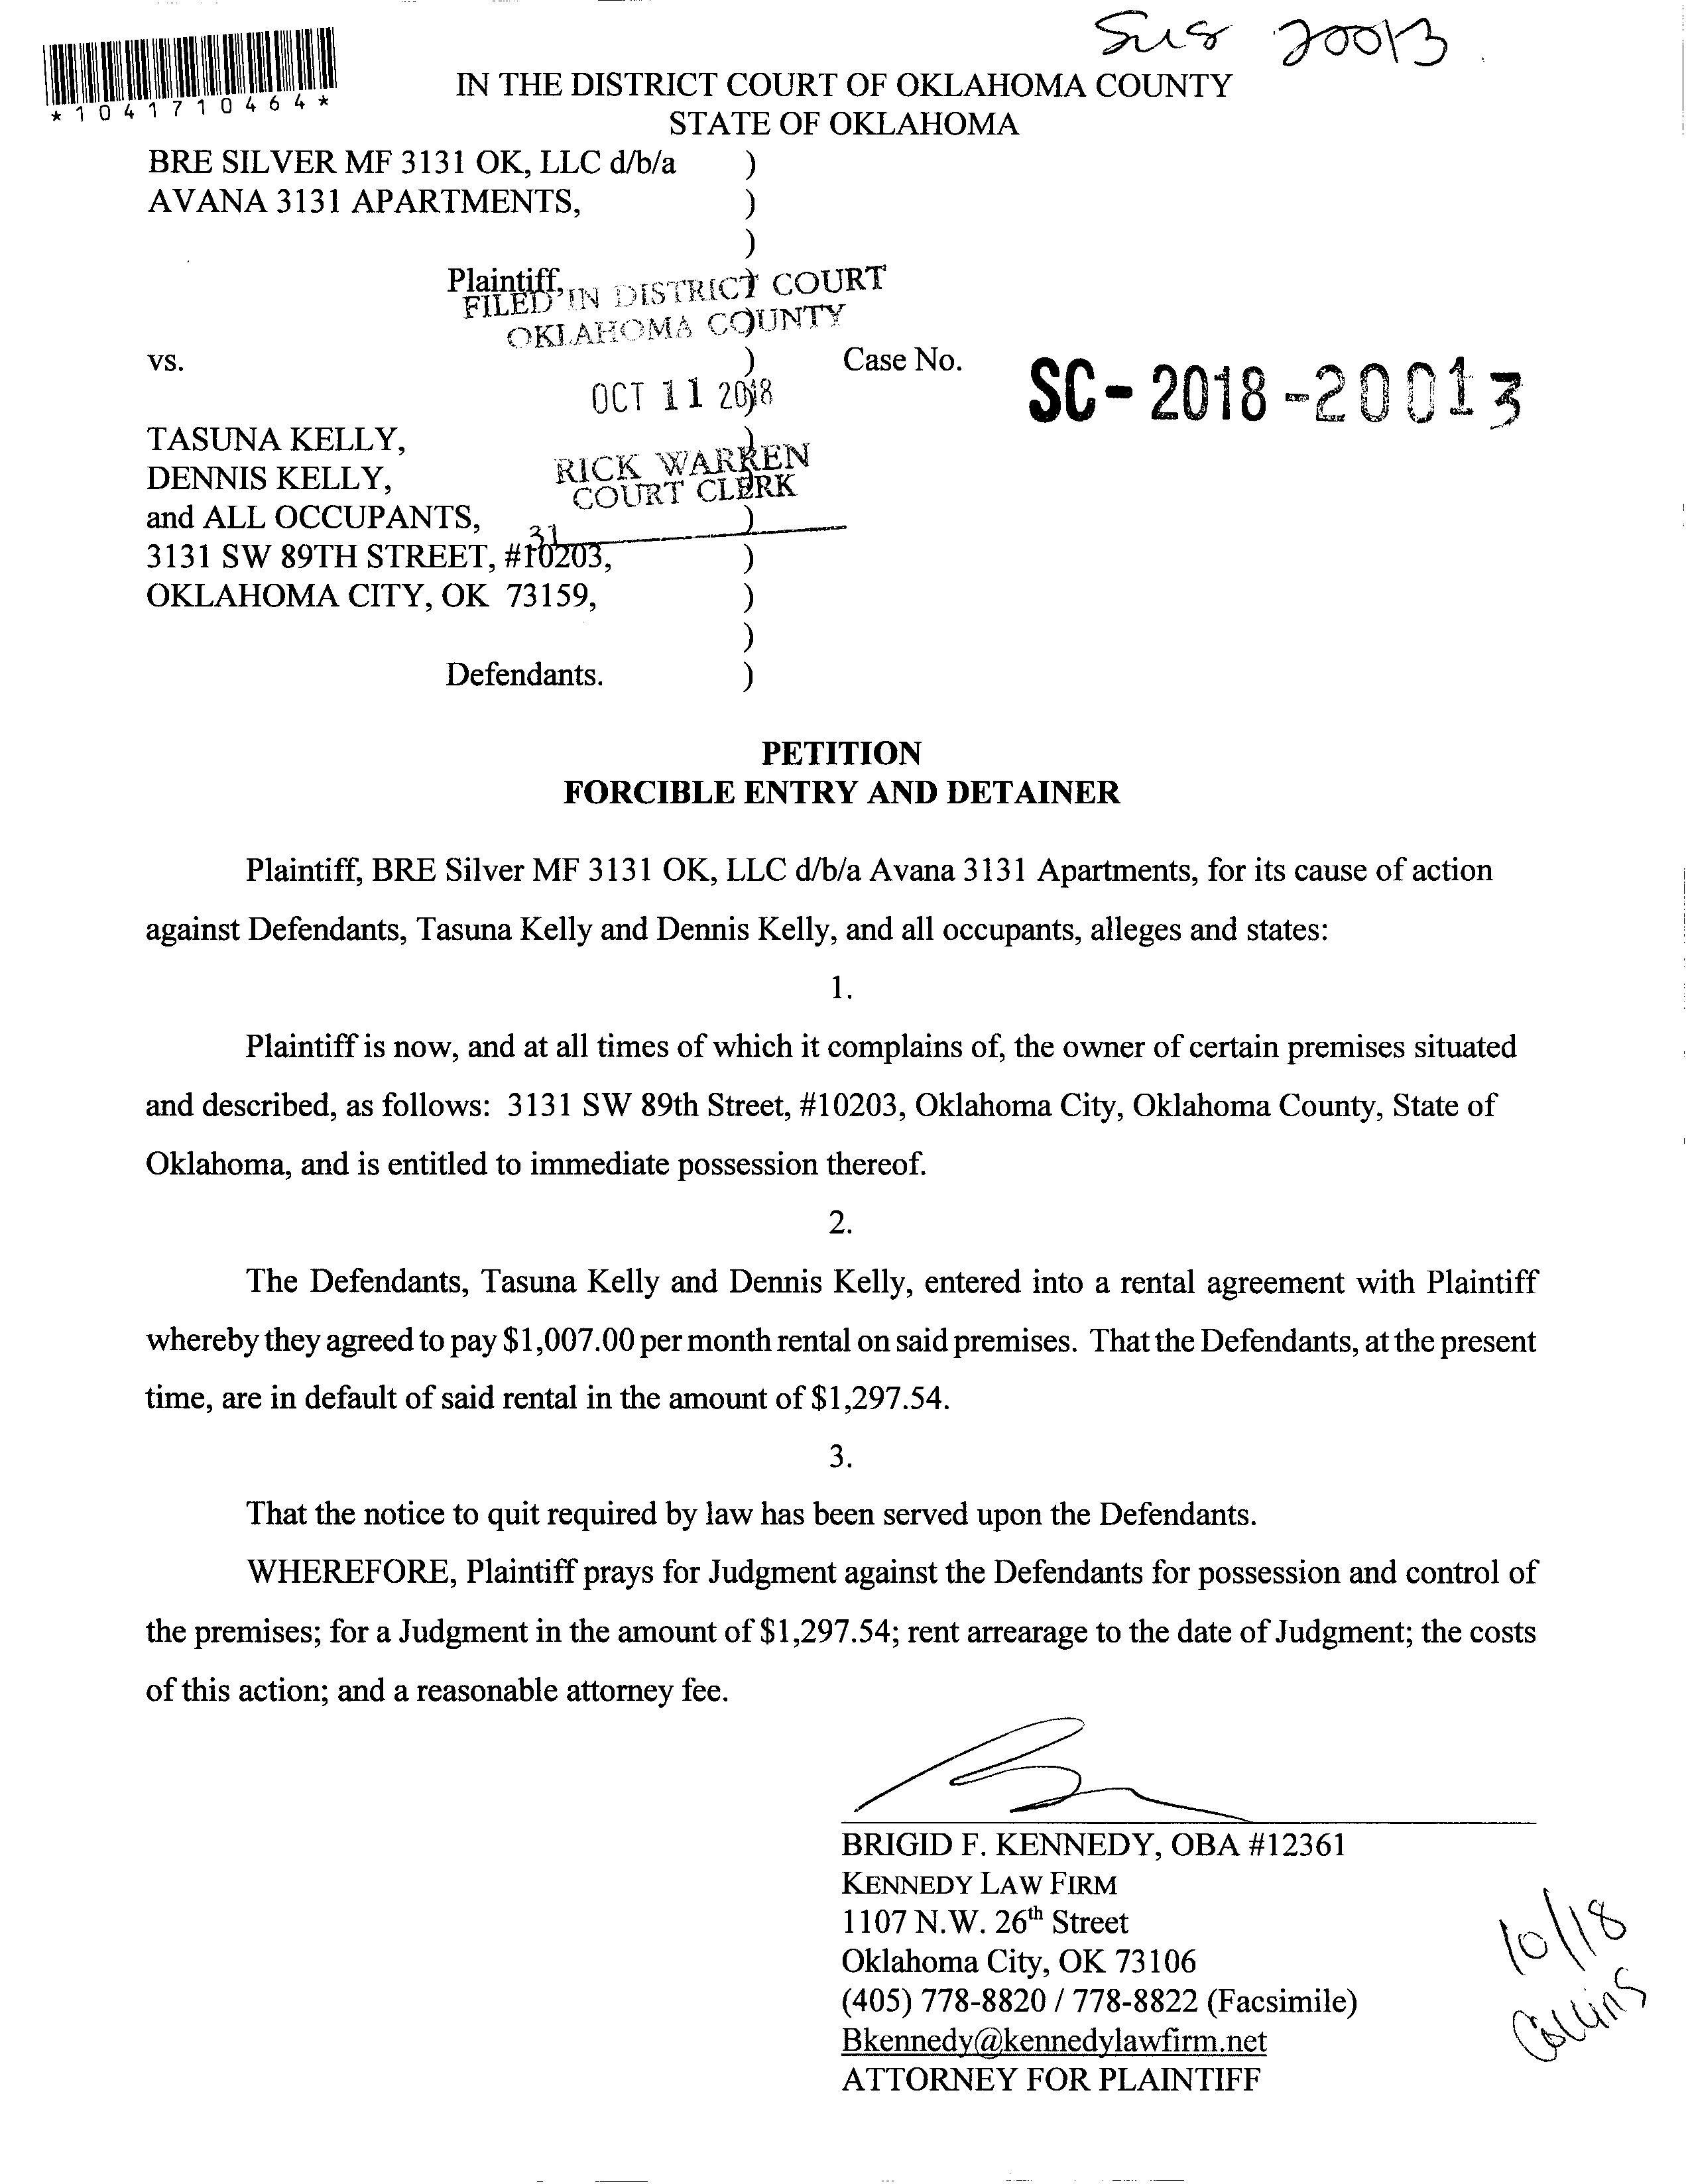 Sus 20013
*1041710464*
IN THE DISTRICT COURT OF OKLAHOMA COUNTY
STATE OF OKLAHOMA
BRE SILVER MF 3131 OK, LLC d/b/a )
AVANA 3131 APARTMENTS, )
)
Plaintiff, )
FILED IN DISTRICT COURT
OKLAHOMA COUNTY )
vs. ) Case No. SC-2018-20013
OCT 11 2018 )
TASUNA KELLY, )
RICK WARREN
DENNIS KELLY, )
COURT CLERK
and ALL OCCUPANTS, )
31
3131 SW 89TH STREET, #10203, )
OKLAHOMA CITY, OK 73159, )
)
Defendants. )
PETITION
FORCIBLE ENTRY AND DETAINER
Plaintiff, BRE Silver MF 3131 OK, LLC d/b/a Avana 3131 Apartments, for its cause of action
against Defendants, Tasuna Kelly and Dennis Kelly, and all occupants, alleges and states:
1.
Plaintiff is now, and at all times of which it complains of, the owner of certain premises situated
and described, as follows: 3131 SW 89th Street, #10203, Oklahoma City, Oklahoma County, State of
Oklahoma, and is entitled to immediate possession thereof.
2.
The Defendants, Tasuna Kelly and Dennis Kelly, entered into a rental agreement with Plaintiff
whereby they agreed to pay $1,007.00 per month rental on said premises. That the Defendants, at the present
time, are in default of said rental in the amount of $1,297.54.
3.
That the notice to quit required by law has been served upon the Defendants.
WHEREFORE, Plaintiff prays for Judgment against the Defendants for possession and control of
the premises; for a Judgment in the amount of $1,297.54; rent arrearage to the date of Judgment; the costs
of this action; and a reasonable attorney fee.
BRIGID F. KENNEDY, OBA #12361
KENNEDY LAW FIRM
1107 N.W. 26th Street
Oklahoma City, OK 73106
(405) 778-8820 / 778-8822 (Facsimile)
Bkennedy@kennedylawfirm.net
ATTORNEY FOR PLAINTIFF
10/18
Collins